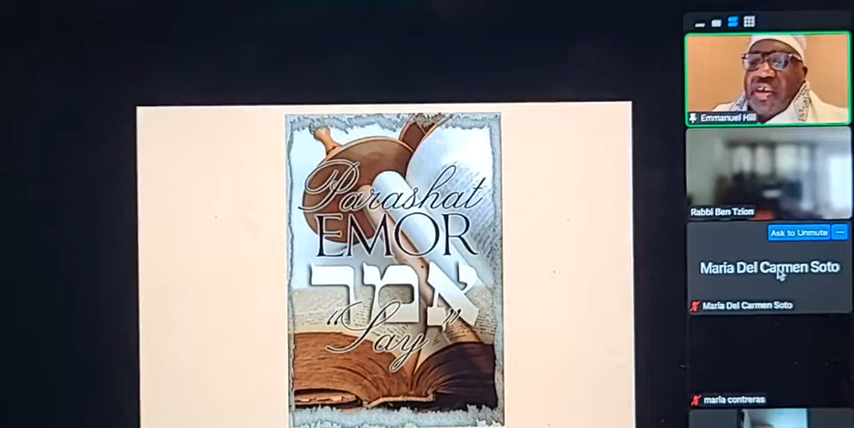 Parashat
EMOR
אמר
"Say"
Emmanuel Hill
Rabbi Ben Tzion
Ask to Unmute
Maria Del Carmen Soto
Maria Del Carmen Soto
maria contreras